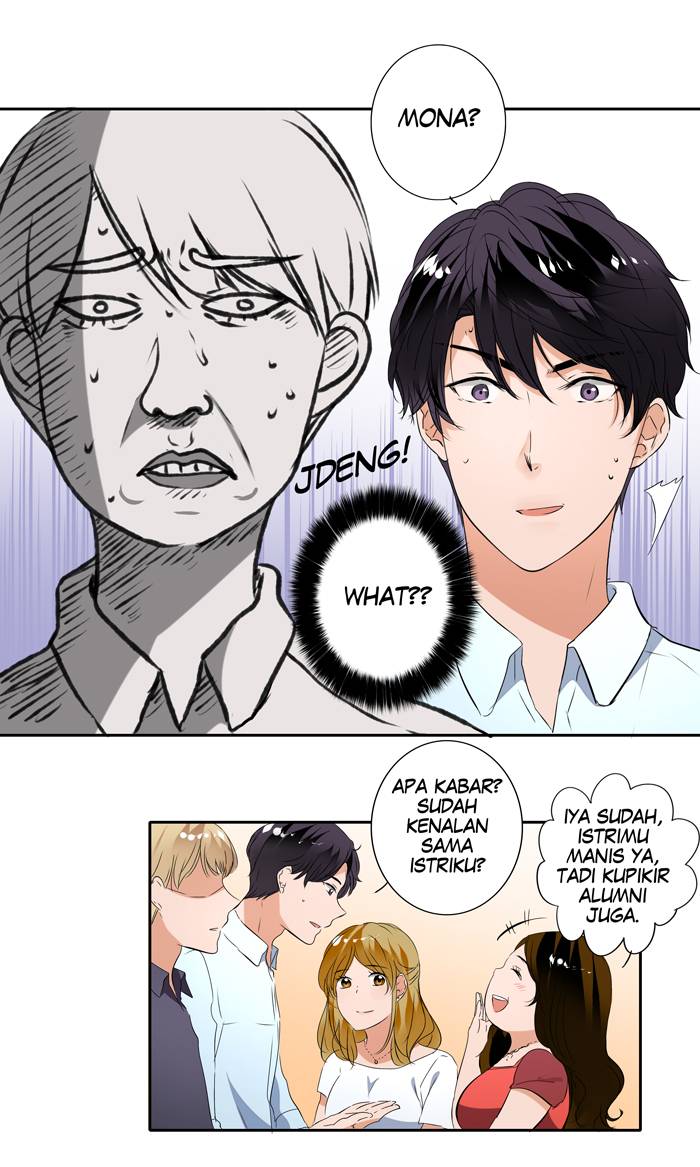 MONA?
JDENG!
WHAT??
APA KABAR?
SUDAH
KENALAN
SAMA
ISTRIKU?
IYA SUDAH,
ISTRIMU
MANIS YA,
TADI KUPIKIR
ALUMNI
JUGA.